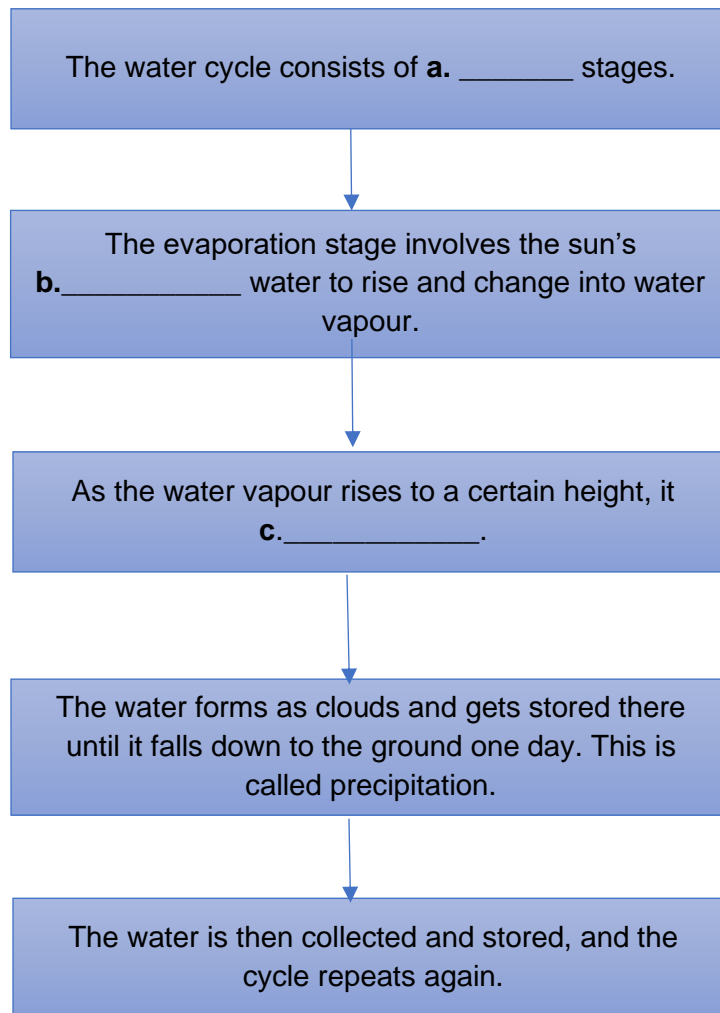 The water cycle consists of a. _______ stages.
The evaporation stage involves the sun’s
b.___________ water to rise and change into water
vapour.
As the water vapour rises to a certain height, it
c.____________.
The water forms as clouds and gets stored there
until it falls down to the ground one day. This is
called precipitation.
The water is then collected and stored, and the
cycle repeats again.